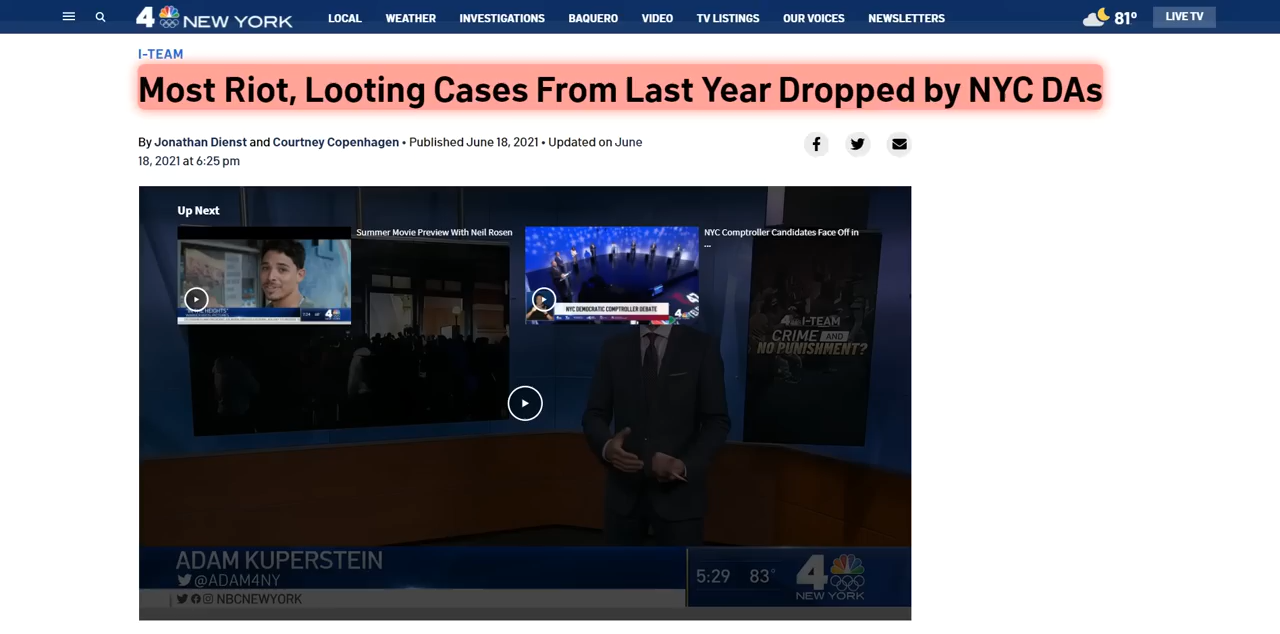 4 NEW YORK LOCAL WEATHER INVESTIGATIONS BAQUERO VIDEO TV LISTINGS OUR VOICES NEWSLETTERS 81° LIVE TV
I-TEAM
Most Riot, Looting Cases From Last Year Dropped by NYC DAs
By Jonathan Dienst and Courtney Copenhagen • Published June 18, 2021 • Updated on June
18, 2021 at 6:25 pm
Up Next
Summer Movie Preview With Neil Rosen
NYC Comptroller Candidates Face Off in
...
NYC DEMOCRATIC COMPTROLLER DEBATE
4
4 I-TEAM
CRIME AND
NO PUNISHMENT?
ADAM KUPERSTEIN
@ADAM4NY
NBCNEWYORK
5:29 83°
4
NEW YORK